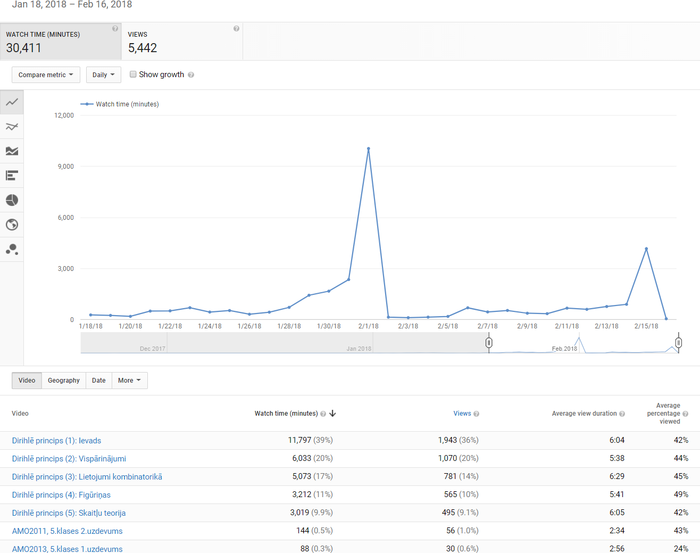 Jan 18, 2018 – Feb 16, 2018
WATCH TIME (MINUTES)
30,411
VIEWS
5,442
Compare metric
Daily
Show growth
Watch time (minutes)
12,000
9,000
6,000
3,000
0
1/18/18 1/20/18 1/22/18 1/24/18 1/26/18 1/28/18 1/30/18 2/1/18 2/3/18 2/5/18 2/7/18 2/9/18 2/11/18 2/13/18 2/15/18
Dec 2017 Jan 2018 Feb 2018
Video Geography Date More
Video Watch time (minutes) Views Average view duration Average percentage viewed
Dirihlē princips (1): Ievads 11,797 (39%) 1,943 (36%) 6:04 42%
Dirihlē princips (2): Vispārinājumi 6,033 (20%) 1,070 (20%) 5:38 44%
Dirihlē princips (3): Lietojumi kombinatorikā 5,073 (17%) 781 (14%) 6:29 45%
Dirihlē princips (4): Figūriņas 3,212 (11%) 565 (10%) 5:41 49%
Dirihlē princips (5): Skaitļu teorija 3,019 (9.9%) 495 (9.1%) 6:05 42%
AMO2011, 5.klases 2.uzdevums 144 (0.5%) 56 (1.0%) 2:34 43%
AMO2013, 5.klases 1.uzdevums 88 (0.3%) 30 (0.6%) 2:56 24%